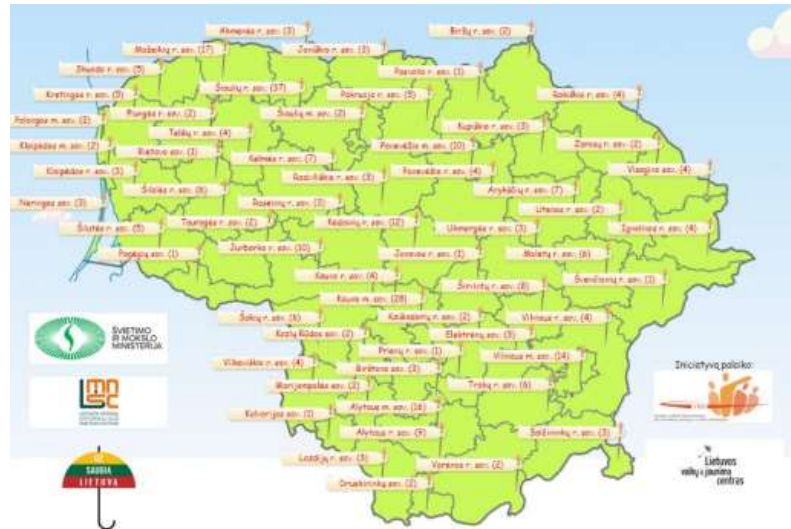 Akmenės r. sav. (3)
Mažeikių r. sav. (17)
Joniškio r. sav. (3)
Biržų r. sav. (2)
Skuodo r. sav. (5)
Pasvalio r. sav. (1)
Kretingos r. sav. (5)
Šiaulių r. sav. (37)
Pakruojo r. sav. (5)
Rokiškio r. sav. (4)
Palangos m. sav. (2)
Plungės r. sav. (2)
Šiaulių m. sav. (2)
Telšių r. sav. (4)
Kupiškio r. sav. (3)
Klaipėdos m. sav. (2)
Rietavo sav. (1)
Kelmės r. sav. (7)
Panevėžio m. sav. (10)
Zarasų r. sav. (2)
Klaipėdos r. sav. (5)
Radviliškio r. sav. (3)
Panevėžio r. sav. (4)
Visagino sav. (4)
Šilalės r. sav. (8)
Anykščių r. sav. (7)
Neringos sav. (3)
Raseinių r. sav. (3)
Utenos r. sav. (2)
Šilutės r. sav. (5)
Tauragės r. sav. (2)
Kėdainių r. sav. (12)
Ukmergės r. sav. (3)
Ignalinos r. sav. (4)
Pagėgių sav. (1)
Jurbarko r. sav. (10)
Jonavos r. sav. (1)
Molėtų r. sav. (6)
Kauno r. sav. (4)
Širvintų r. sav. (8)
Švenčionių r. sav. (1)
Kauno m. sav. (28)
Šakių r. sav. (6)
Kaišiadorių r. sav. (2)
Vilniaus r. sav. (4)
Kazlų Rūdos sav. (2)
Elektrėnų sav. (5)
Prienų r. sav. (1)
Vilniaus m. sav. (14)
Vilkaviškio r. sav. (4)
Birštono sav. (3)
Marijampolės sav. (2)
Trakų r. sav. (6)
Kalvarijos sav. (1)
Alytaus m. sav. (16)
Alytaus r. sav. (9)
Šalčininkų r. sav. (3)
Lazdijų r. sav. (3)
Varėnos r. sav. (2)
Druskininkų sav. (2)
ŠVIETIMO
IR MOKSLO
MINISTERIJA
LMNSC
SAUGIA
LIETUVA
Iniciatyvą palaiko:
Lietuvos
vaikų ir jaunimo
centras